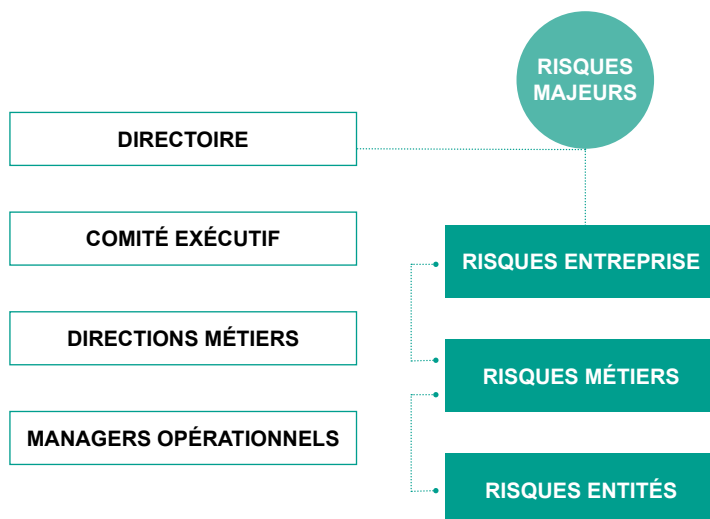 RISQUES
MAJEURS
DIRECTOIRE
COMITÉ EXÉCUTIF
RISQUES ENTREPRISE
DIRECTIONS MÉTIERS
RISQUES MÉTIERS
MANAGERS OPÉRATIONNELS
RISQUES ENTITÉS